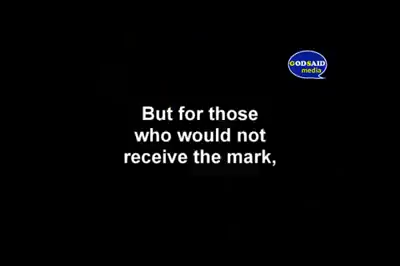 GODSAID
media
But for those
who would not
receive the mark,